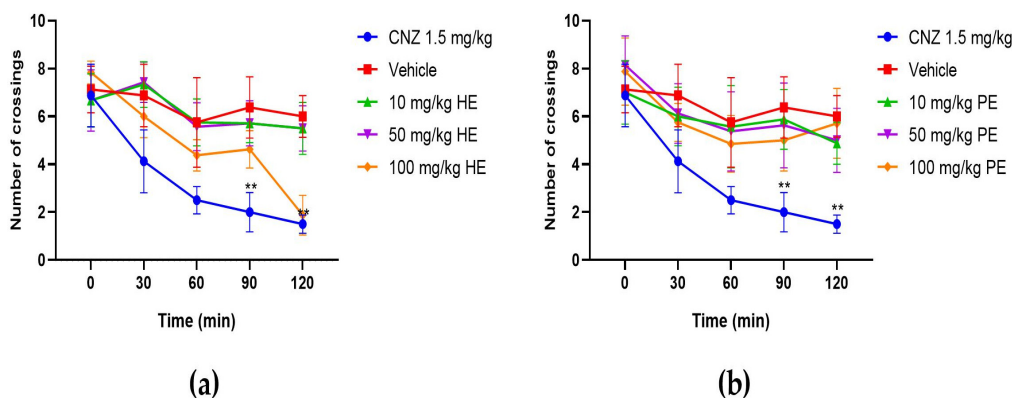 10
8
6
4
2
0
Number of crossings
**
**
0 30 60 90 120
Time (min)
CNZ 1.5 mg/kg
Vehicle
10 mg/kg HE
50 mg/kg HE
100 mg/kg HE
(a)
10
8
6
4
2
0
Number of crossings
**
**
0 30 60 90 120
Time (min)
CNZ 1.5 mg/kg
Vehicle
10 mg/kg PE
50 mg/kg PE
100 mg/kg PE
(b)